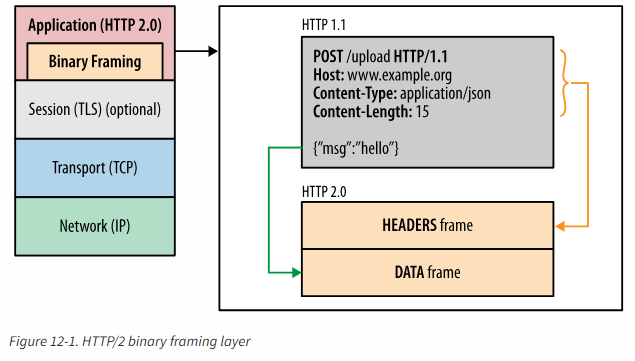 Application (HTTP 2.0)
Binary Framing
Session (TLS) (optional)
Transport (TCP)
Network (IP)
HTTP 1.1
POST /upload HTTP/1.1
Host: www.example.org
Content-Type: application/json
Content-Length: 15
{"msg":"hello"}
HTTP 2.0
HEADERS frame
DATA frame
Figure 12-1. HTTP/2 binary framing layer